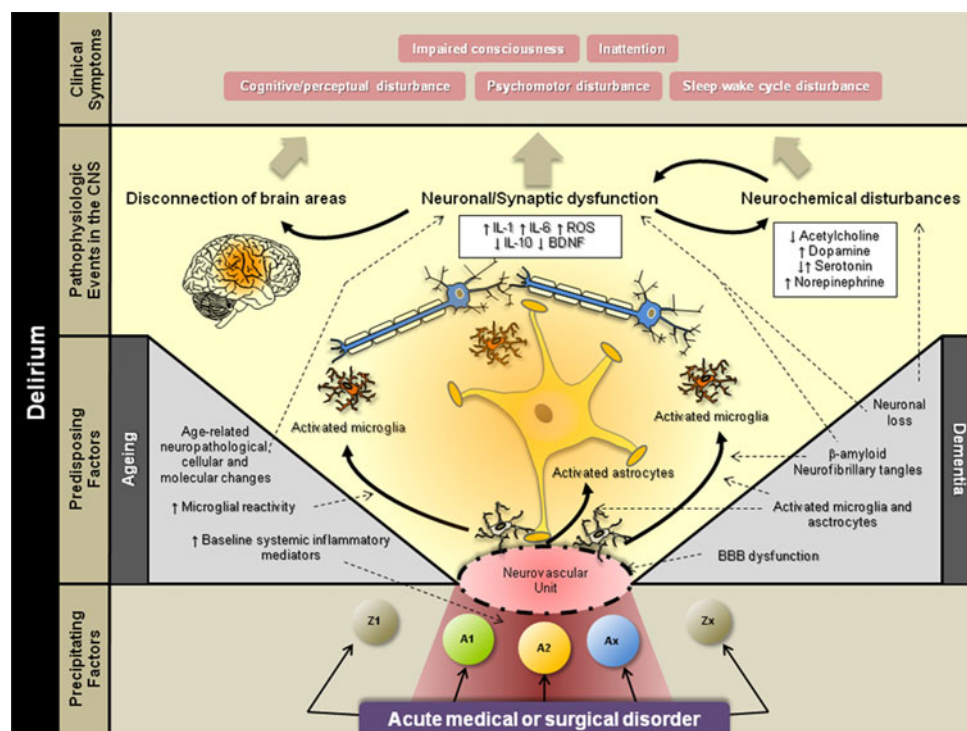 Delirium
Clinical
Symptoms
Impaired consciousness
Inattention
Cognitive/perceptual disturbance
Psychomotor disturbance
Sleep-wake cycle disturbance
Pathophysiologic
Events in the CNS
Disconnection of brain areas
Neuronal/Synaptic dysfunction
Neurochemical disturbances
↑ IL-1 ↑ IL-6 ↑ ROS
↓ IL-10 ↓ BDNF
↓ Acetylcholine
↑ Dopamine
↓↑ Serotonin
↑ Norepinephrine
Predisposing
Factors
Ageing
Age-related
neuropathological;
cellular and
molecular changes
↑ Microglial reactivity
↑ Baseline systemic inflammatory
mediators
Activated microglia
Activated astrocytes
Activated microglia
Neurovascular
Unit
Neuronal
loss
β-amyloid
Neurofibrillary tangles
Activated microglia and
asctrocytes
BBB dysfunction
Dementia
Precipitating
Factors
Z1
A1
A2
Ax
Zx
Acute medical or surgical disorder